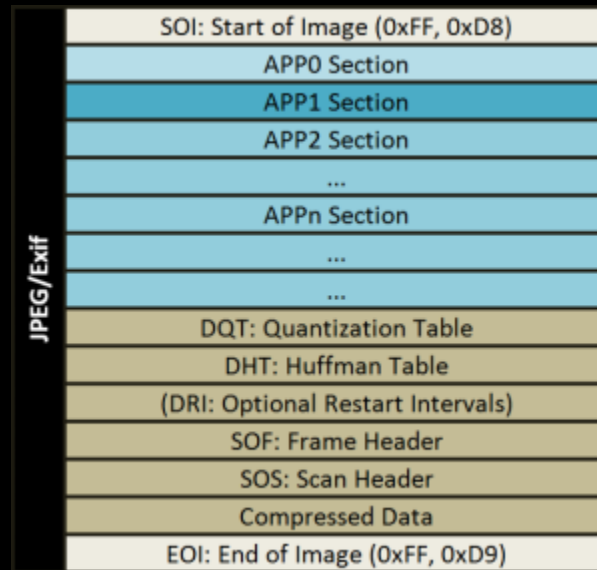 JPEG/Exif
SOI: Start of Image (0xFF, 0xD8)
APP0 Section
APP1 Section
APP2 Section
...
APPn Section
...
...
DQT: Quantization Table
DHT: Huffman Table
(DRI: Optional Restart Intervals)
SOF: Frame Header
SOS: Scan Header
Compressed Data
EOI: End of Image (0xFF, 0xD9)